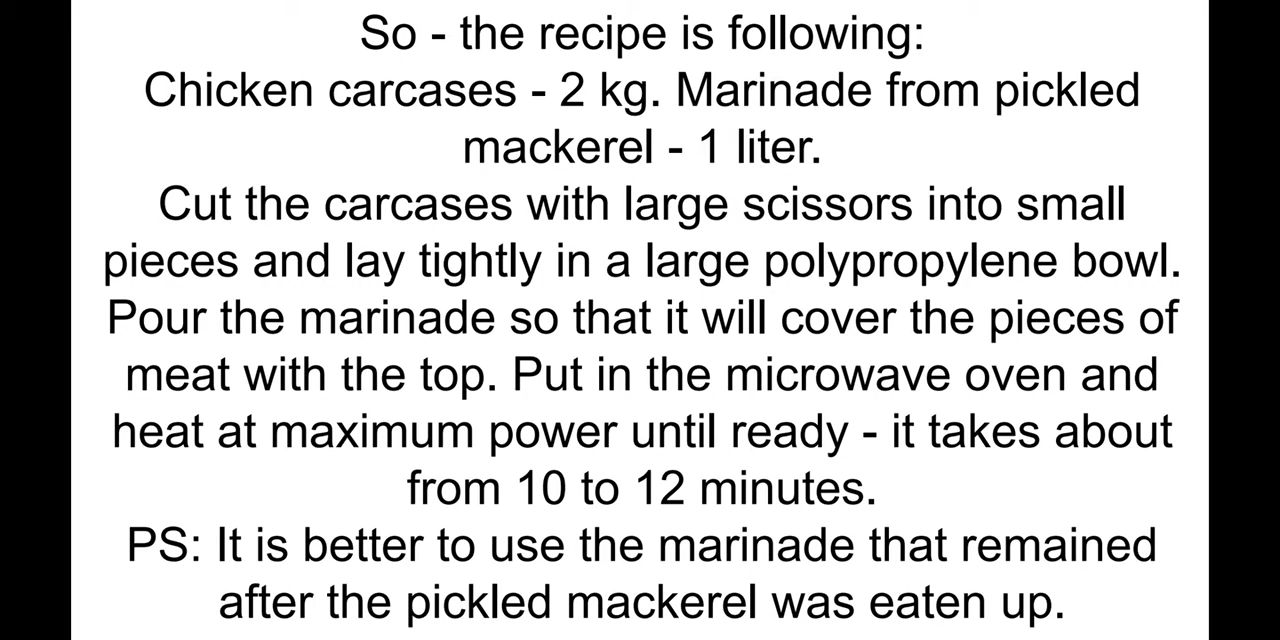 So - the recipe is following:
Chicken carcases - 2 kg. Marinade from pickled
mackerel - 1 liter.
Cut the carcases with large scissors into small
pieces and lay tightly in a large polypropylene bowl.
Pour the marinade so that it will cover the pieces of
meat with the top. Put in the microwave oven and
heat at maximum power until ready - it takes about
from 10 to 12 minutes.
PS: It is better to use the marinade that remained
after the pickled mackerel was eaten up.